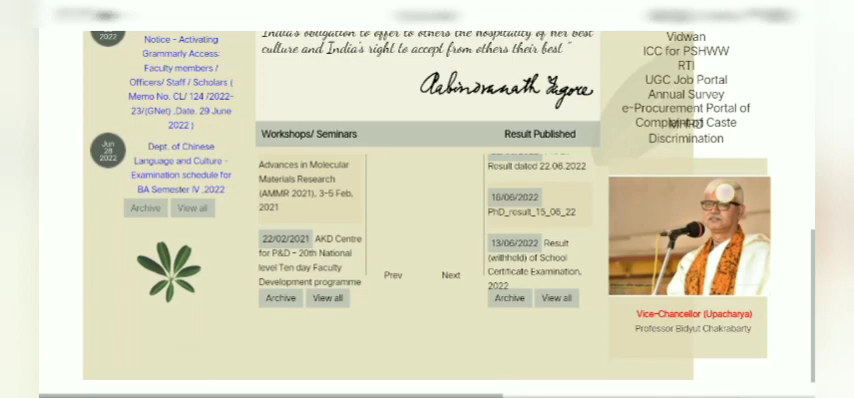 2022
Notice - Activating
Grammarly Access:
Faculty members /
Officers/ Staff / Scholars (
Memo No. CL/ 124 /2022-
23/(GNet) .Date. 29 June
2022 )
Jun
28
2022
Dept. of Chinese
Language and Culture -
Examination schedule for
BA Semester IV ,2022
Archive View all
India's obligation to offer to others the hospitality of her best
culture and India's right to accept from others their best "
Rabindranath Tagore
Workshops/ Seminars
Advances in Molecular
Materials Research
(AMMR 2021), 3-5 Feb,
2021
22/02/2021 AKD Centre
for P&D - 20th National
level Ten day Faculty
Development programme
Archive View all
Prev Next
Result Published
Result dated 22.06.2022
16/06/2022
PhD_result_15_06_22
13/06/2022 Result
(withheld) of School
Certificate Examination,
2022
Archive View all
Vidwan
ICC for PSHWW
RTI
UGC Job Portal
Annual Survey
e-Procurement Portal of
MHRD
Complaint of Caste
Discrimination
Vice-Chancellor (Upacharya)
Professor Bidyut Chakrabarty